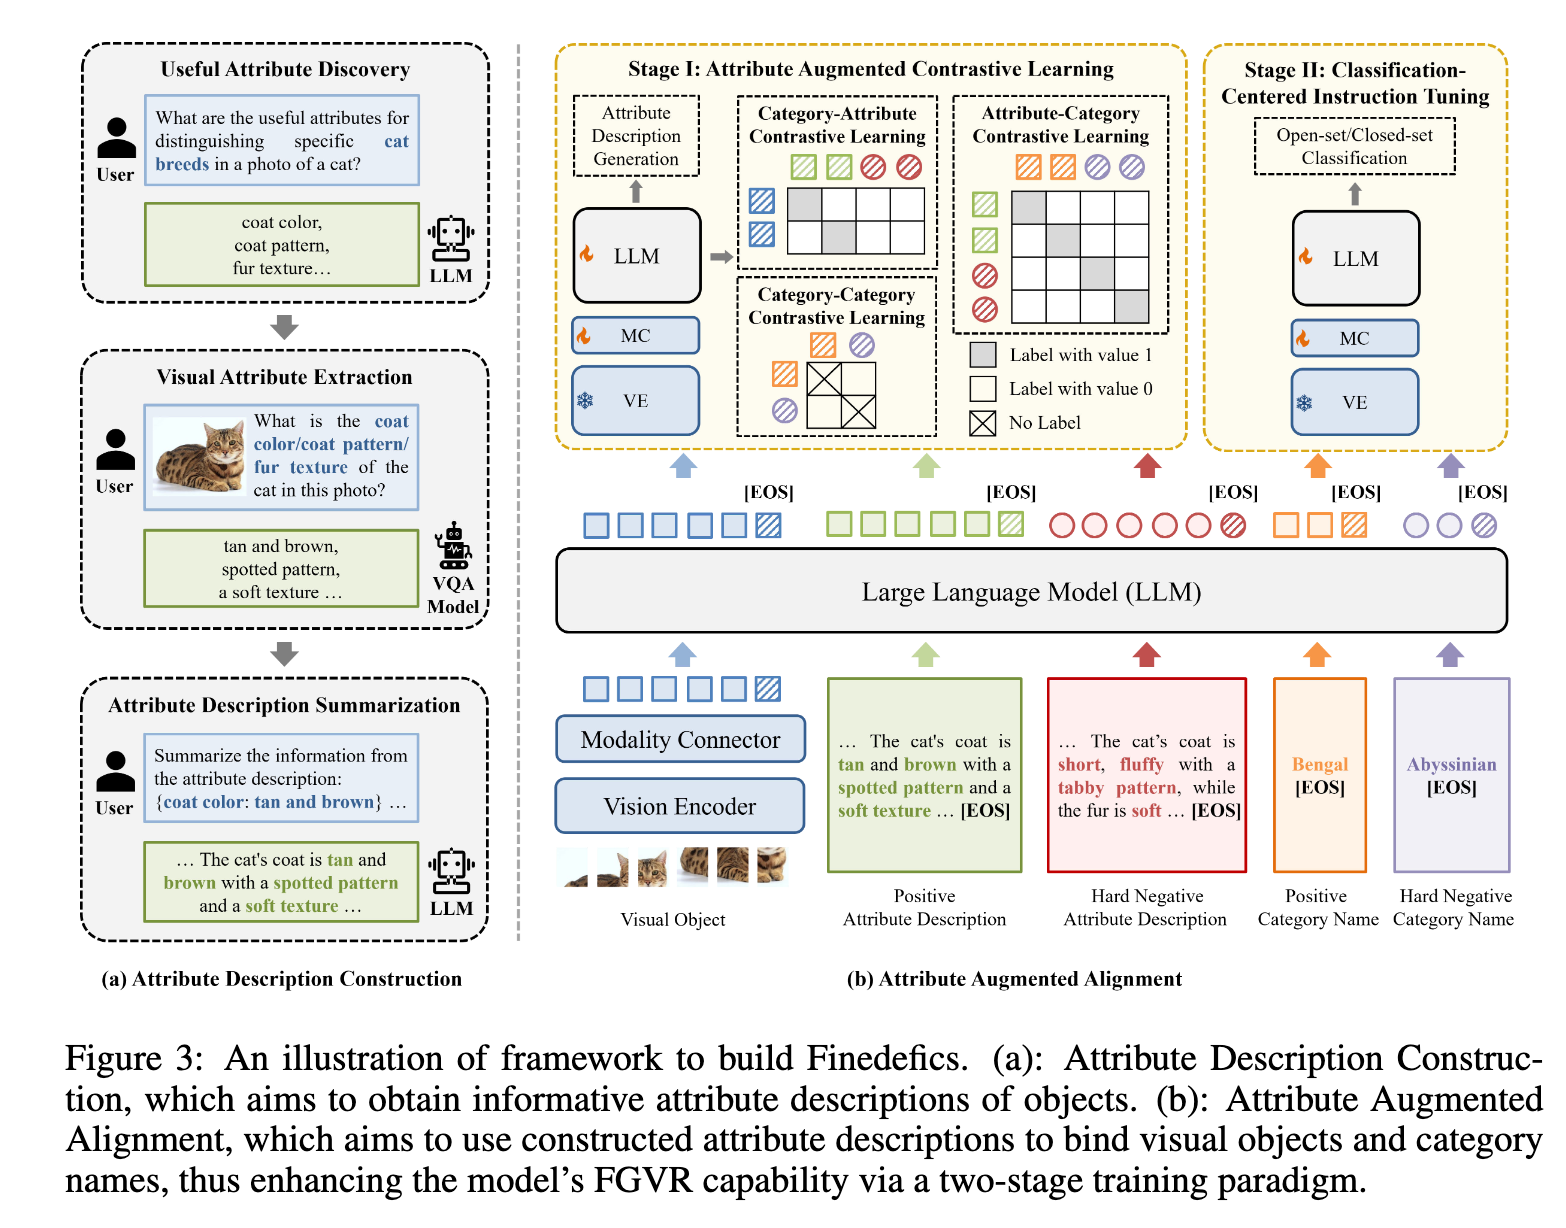 Useful Attribute Discovery
What are the useful attributes for
distinguishing specific cat
breeds in a photo of a cat?
User
coat color,
coat pattern,
fur texture…
LLM
Visual Attribute Extraction
What is the coat
color/coat pattern/
fur texture of the
cat in this photo?
User
tan and brown,
spotted pattern,
a soft texture …
VQA
Model
Attribute Description Summarization
Summarize the information from
the attribute description:
{coat color: tan and brown} …
User
… The cat's coat is tan and
brown with a spotted pattern
and a soft texture …
LLM
(a) Attribute Description Construction
Stage I: Attribute Augmented Contrastive Learning
Attribute
Description
Generation
LLM
MC
VE
Category-Attribute
Contrastive Learning
Category-Category
Contrastive Learning
Attribute-Category
Contrastive Learning
Label with value 1
Label with value 0
No Label
Stage II: Classification-
Centered Instruction Tuning
Open-set/Closed-set
Classification
LLM
MC
VE
[EOS]
[EOS]
[EOS]
[EOS]
[EOS]
Large Language Model (LLM)
Modality Connector
Vision Encoder
Visual Object
… The cat's coat is
tan and brown with a
spotted pattern and a
soft texture … [EOS]
Positive
Attribute Description
… The cat’s coat is
short, fluffy with a
tabby pattern, while
the fur is soft … [EOS]
Hard Negative
Attribute Description
Bengal
[EOS]
Positive
Category Name
Abyssinian
[EOS]
Hard Negative
Category Name
(b) Attribute Augmented Alignment
Figure 3: An illustration of framework to build Finedefics. (a): Attribute Description Construc-
tion, which aims to obtain informative attribute descriptions of objects. (b): Attribute Augmented
Alignment, which aims to use constructed attribute descriptions to bind visual objects and category
names, thus enhancing the model’s FGVR capability via a two-stage training paradigm.